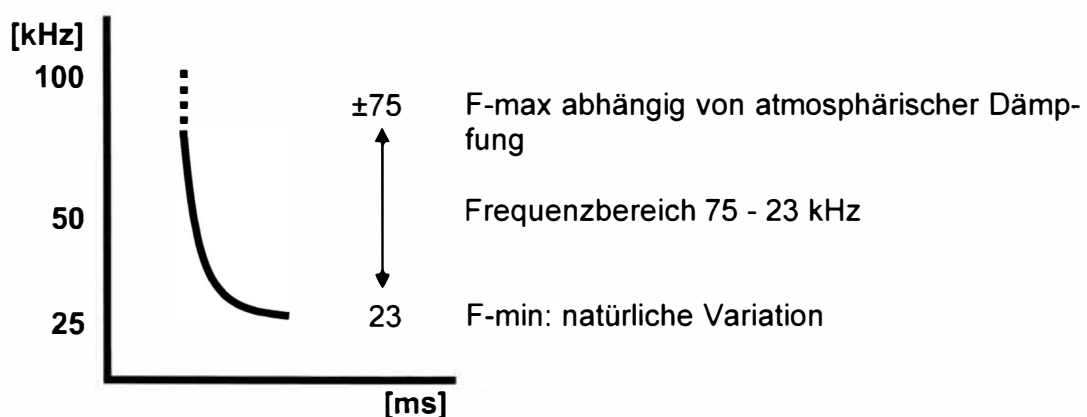 [kHz]
100
±75 F-max abhängig von atmosphärischer Dämp-
fung
50
Frequenzbereich 75 - 23 kHz
25
23 F-min: natürliche Variation
[ms]